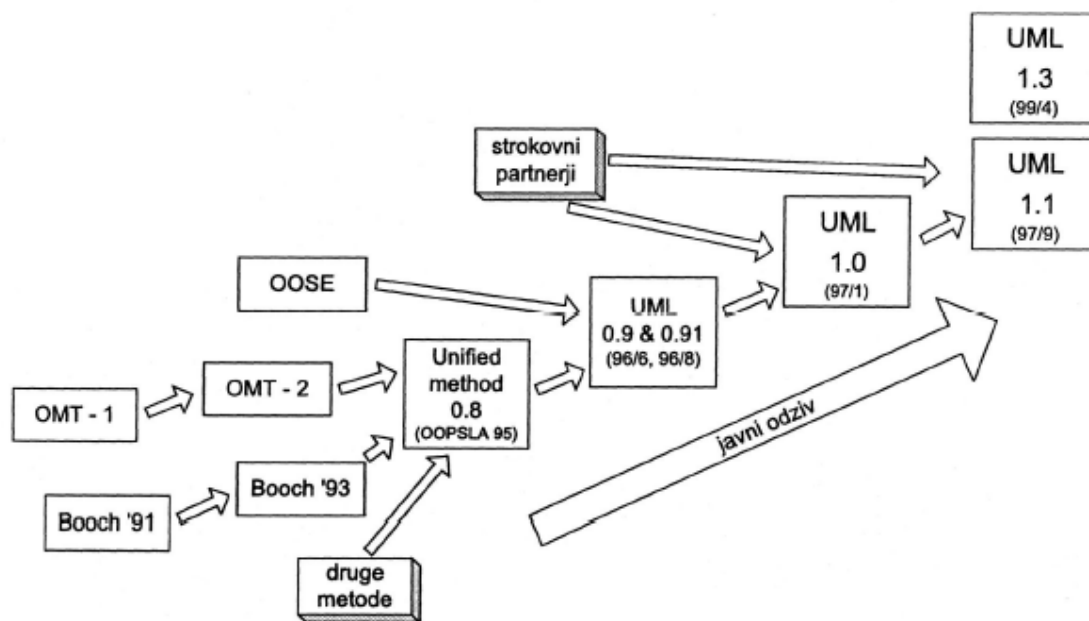 UML
1.3
(99/4)
strokovni
partnerji
UML
1.1
(97/9)
UML
1.0
(97/1)
OOSE
UML
0.9 & 0.91
(96/6, 96/8)
Unified
method
0.8
(OOPSLA 95)
OMT - 2
OMT - 1
javni odziv
Booch '93
Booch '91
druge
metode